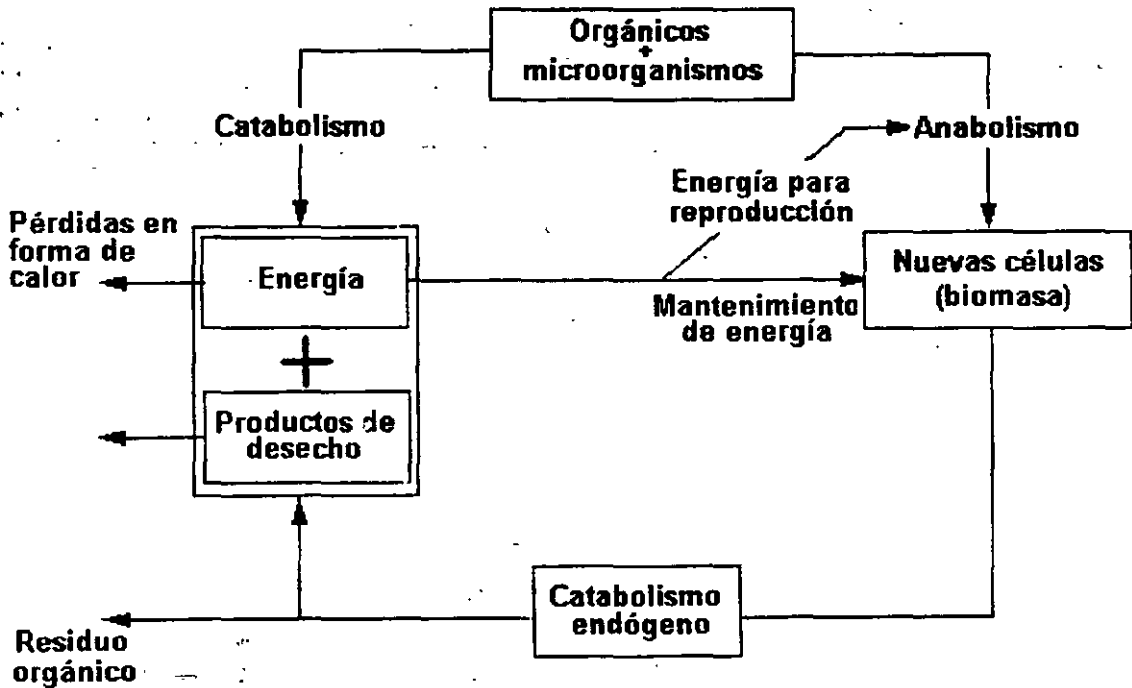 Orgánicos
+
microorganismos
Catabolismo
Anabolismo
Energía para
reproducción
Pérdidas en
forma de
calor
Energía
Nuevas células
(biomasa)
Mantenimiento
de energía
+
Productos de
desecho
Catabolismo
endógeno
Residuo
orgánico